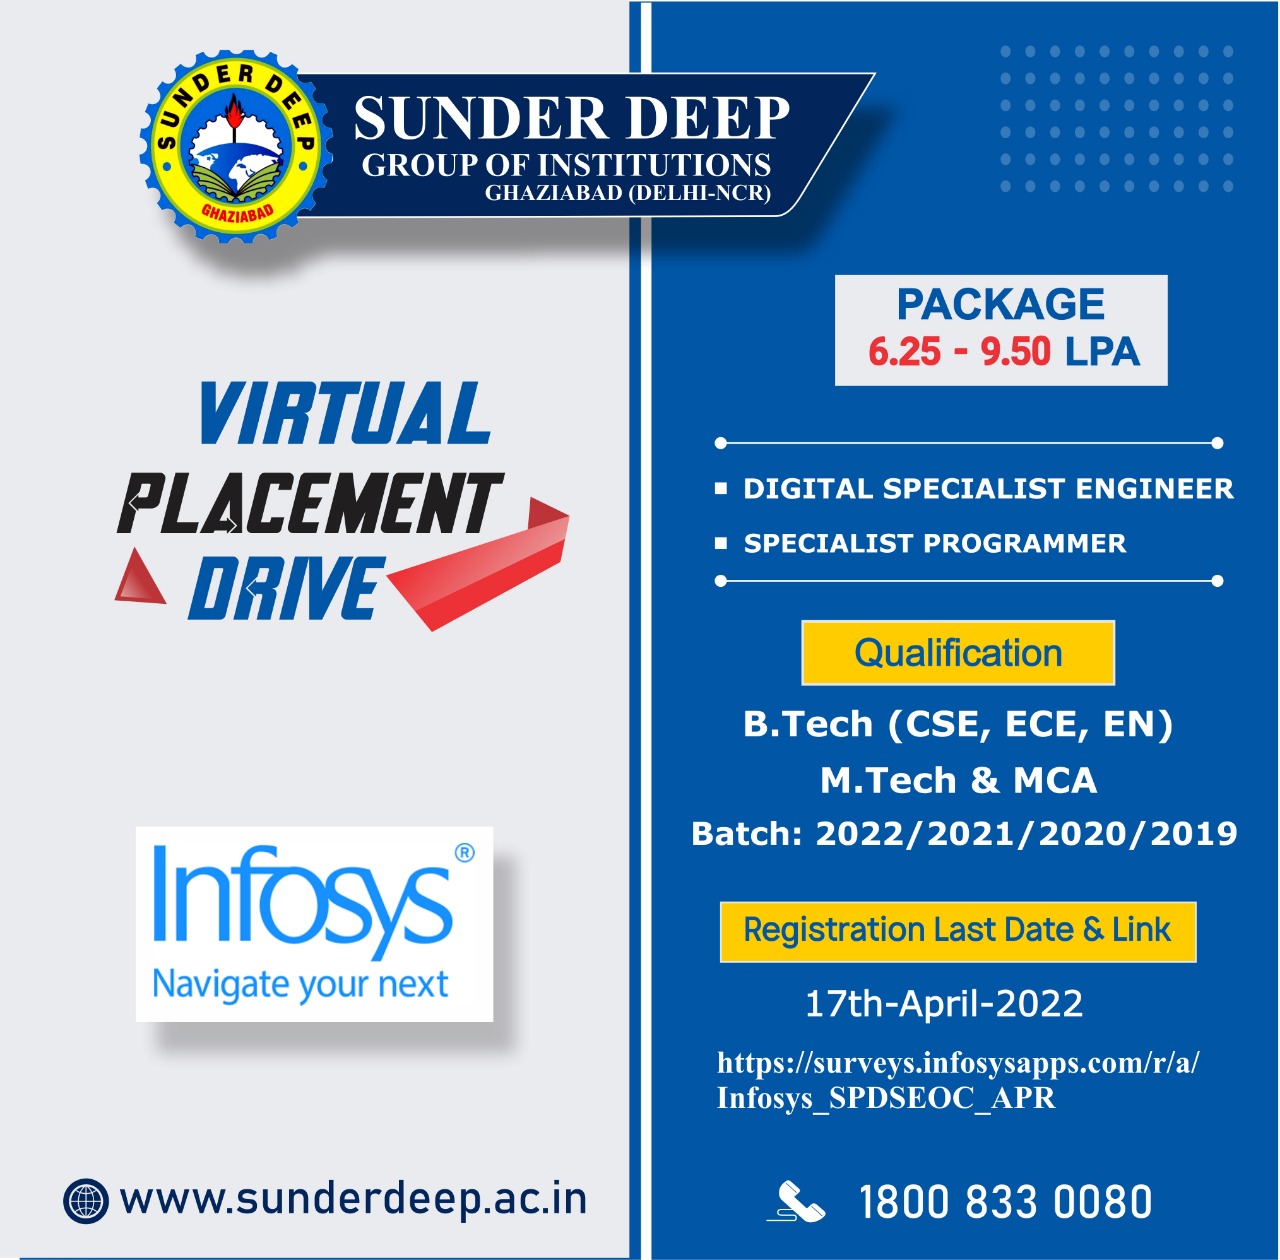 SUNDER DEEP
GHAZIABAD
SUNDER DEEP
GROUP OF INSTITUTIONS
GHAZIABAD (DELHI-NCR)
VIRTUAL
PLACEMENT
DRIVE
Infosys®
Navigate your next
www.sunderdeep.ac.in
PACKAGE
6.25 - 9.50 LPA
DIGITAL SPECIALIST ENGINEER
SPECIALIST PROGRAMMER
Qualification
B.Tech (CSE, ECE, EN)
M.Tech & MCA
Batch: 2022/2021/2020/2019
Registration Last Date & Link
17th-April-2022
https://surveys.infosysapps.com/r/a/
Infosys_SPDSEOC_APR
1800 833 0080